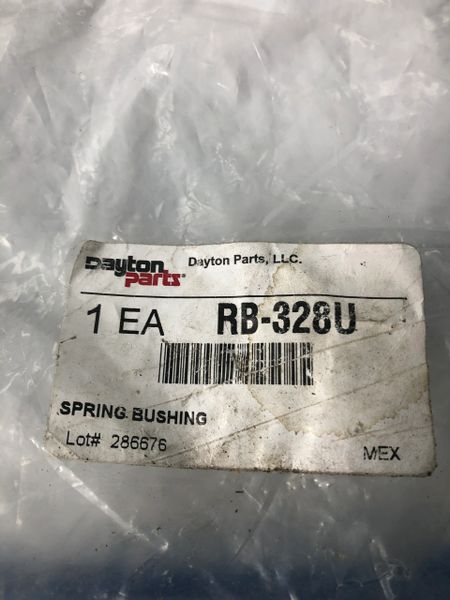 Dayton Parts, LLC.
Dayton
Parts
1 EA RB-328U
SPRING BUSHING
Lot# 286676
MEX